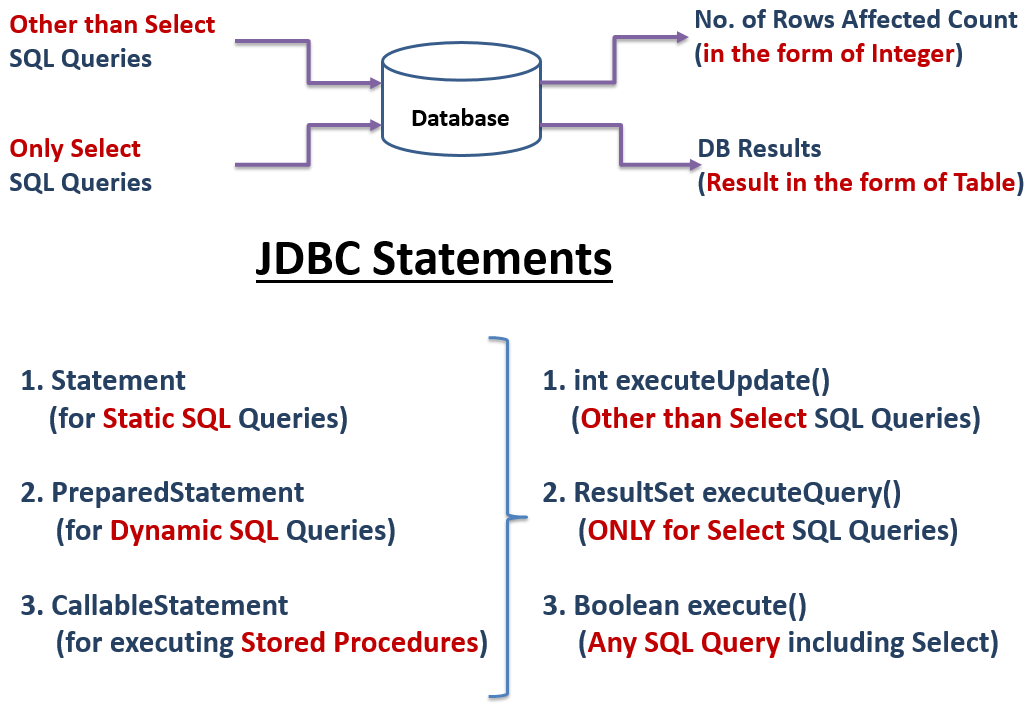 Other than Select
SQL Queries
No. of Rows Affected Count
(in the form of Integer)
Database
Only Select
SQL Queries
DB Results
(Result in the form of Table)
JDBC Statements
1. Statement
(for Static SQL Queries)
2. PreparedStatement
(for Dynamic SQL Queries)
3. CallableStatement
(for executing Stored Procedures)
1. int executeUpdate()
(Other than Select SQL Queries)
2. ResultSet executeQuery()
(ONLY for Select SQL Queries)
3. Boolean execute()
(Any SQL Query including Select)